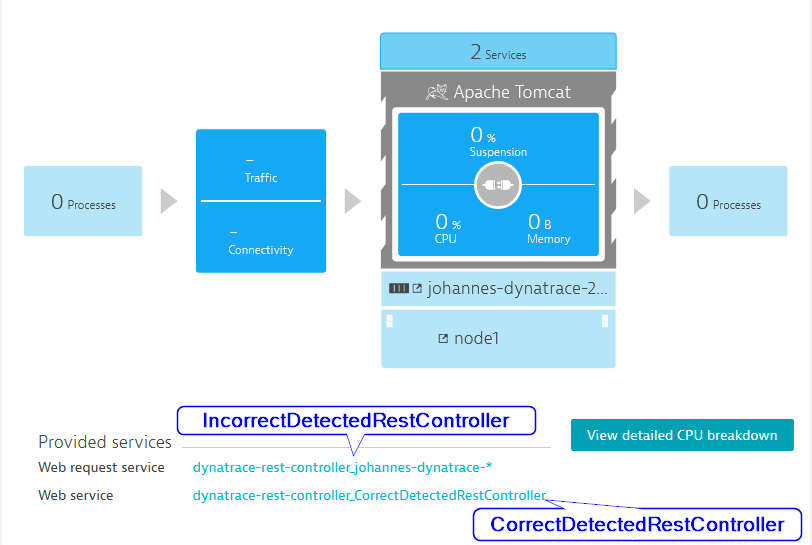 2 Services
Apache Tomcat
0 %
Suspension
–
Traffic
0 Processes
0 Processes
0 %
CPU
0 B
Memory
–
Connectivity
johannes-dynatrace-2...
node1
IncorrectDetectedRestController
Provided services
View detailed CPU breakdown
Web request service dynatrace-rest-controller_johannes-dynatrace-*
Web service dynatrace-rest-controller_CorrectDetectedRestController
CorrectDetectedRestController